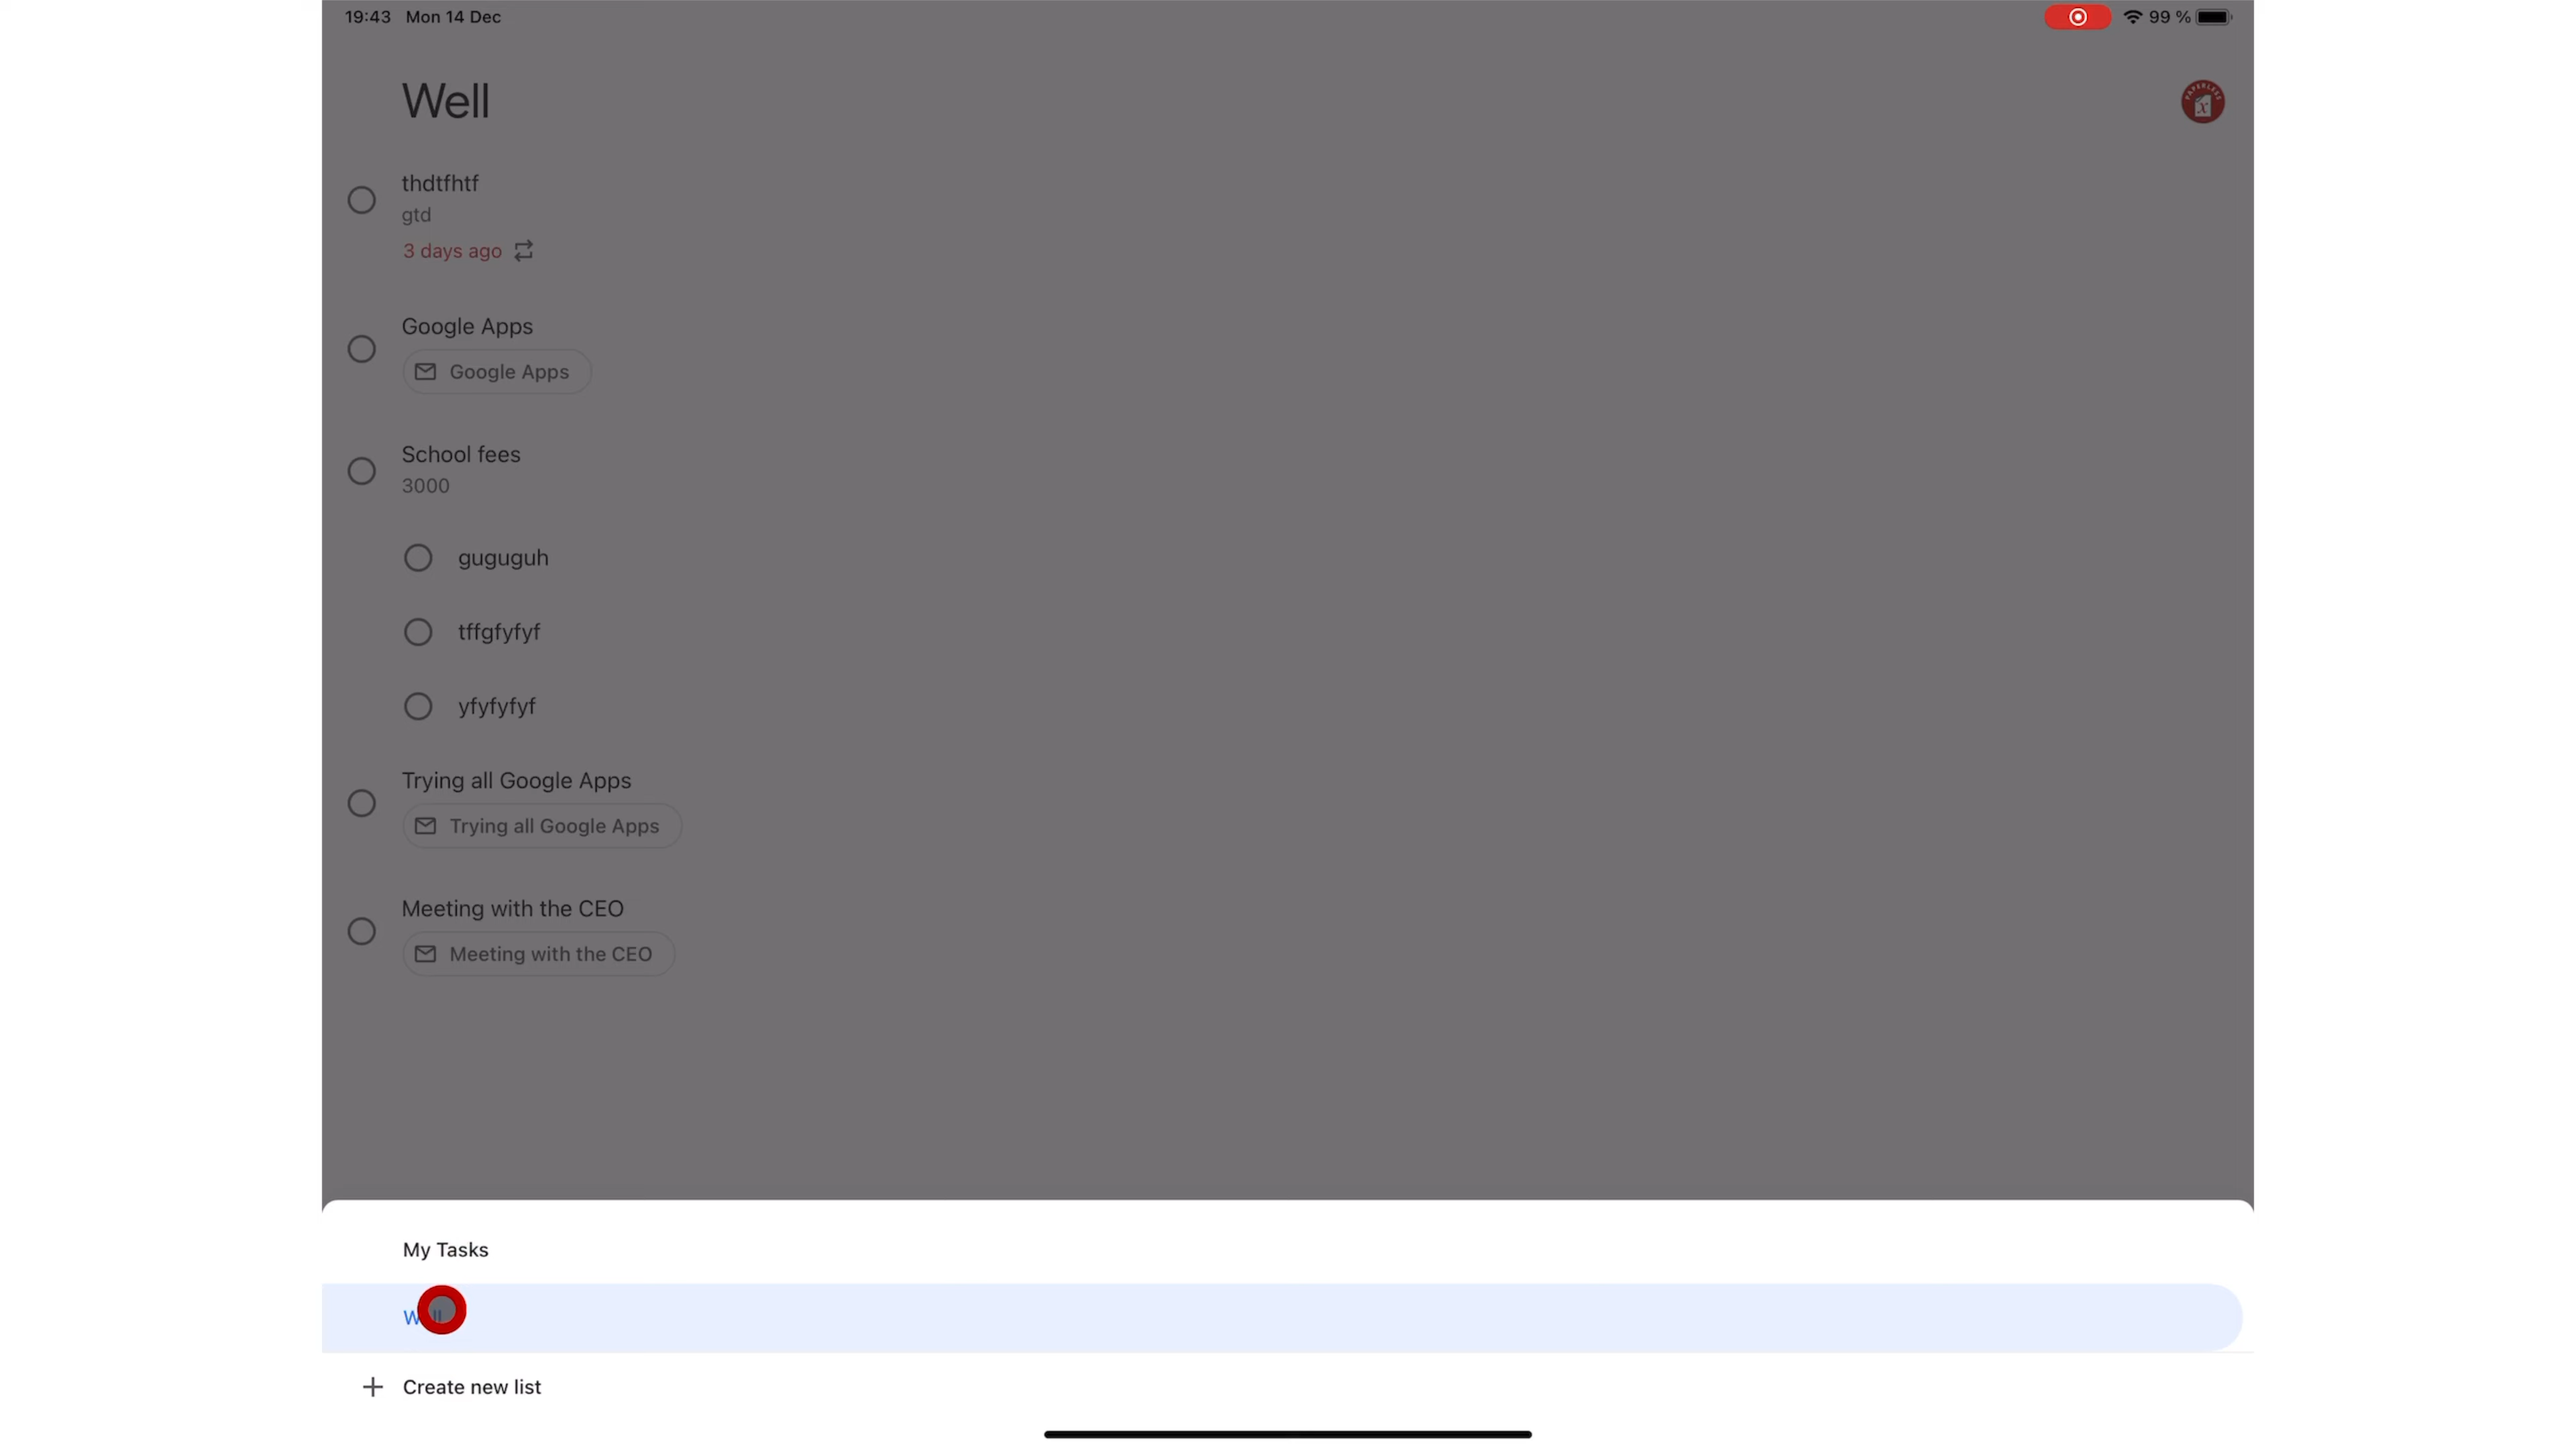 19:43 Mon 14 Dec
99 %
Well
PAPERLESS
x
thdtfhtf
gtd
3 days ago
Google Apps
Google Apps
School fees
3000
guguguh
tffgfyfyf
yfyfyfyf
Trying all Google Apps
Trying all Google Apps
Meeting with the CEO
Meeting with the CEO
My Tasks
Well
Create new list